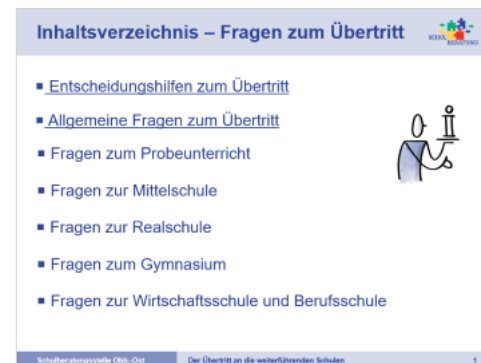 Inhaltsverzeichnis – Fragen zum Übertritt
SCHUL
BERATUNG
Entscheidungshilfen zum Übertritt
Allgemeine Fragen zum Übertritt
Fragen zum Probeunterricht
Fragen zur Mittelschule
Fragen zur Realschule
Fragen zum Gymnasium
Fragen zur Wirtschaftsschule und Berufsschule
Schulberatungsstelle Obb.-Ost
Der Übertritt an die weiterführenden Schulen
1